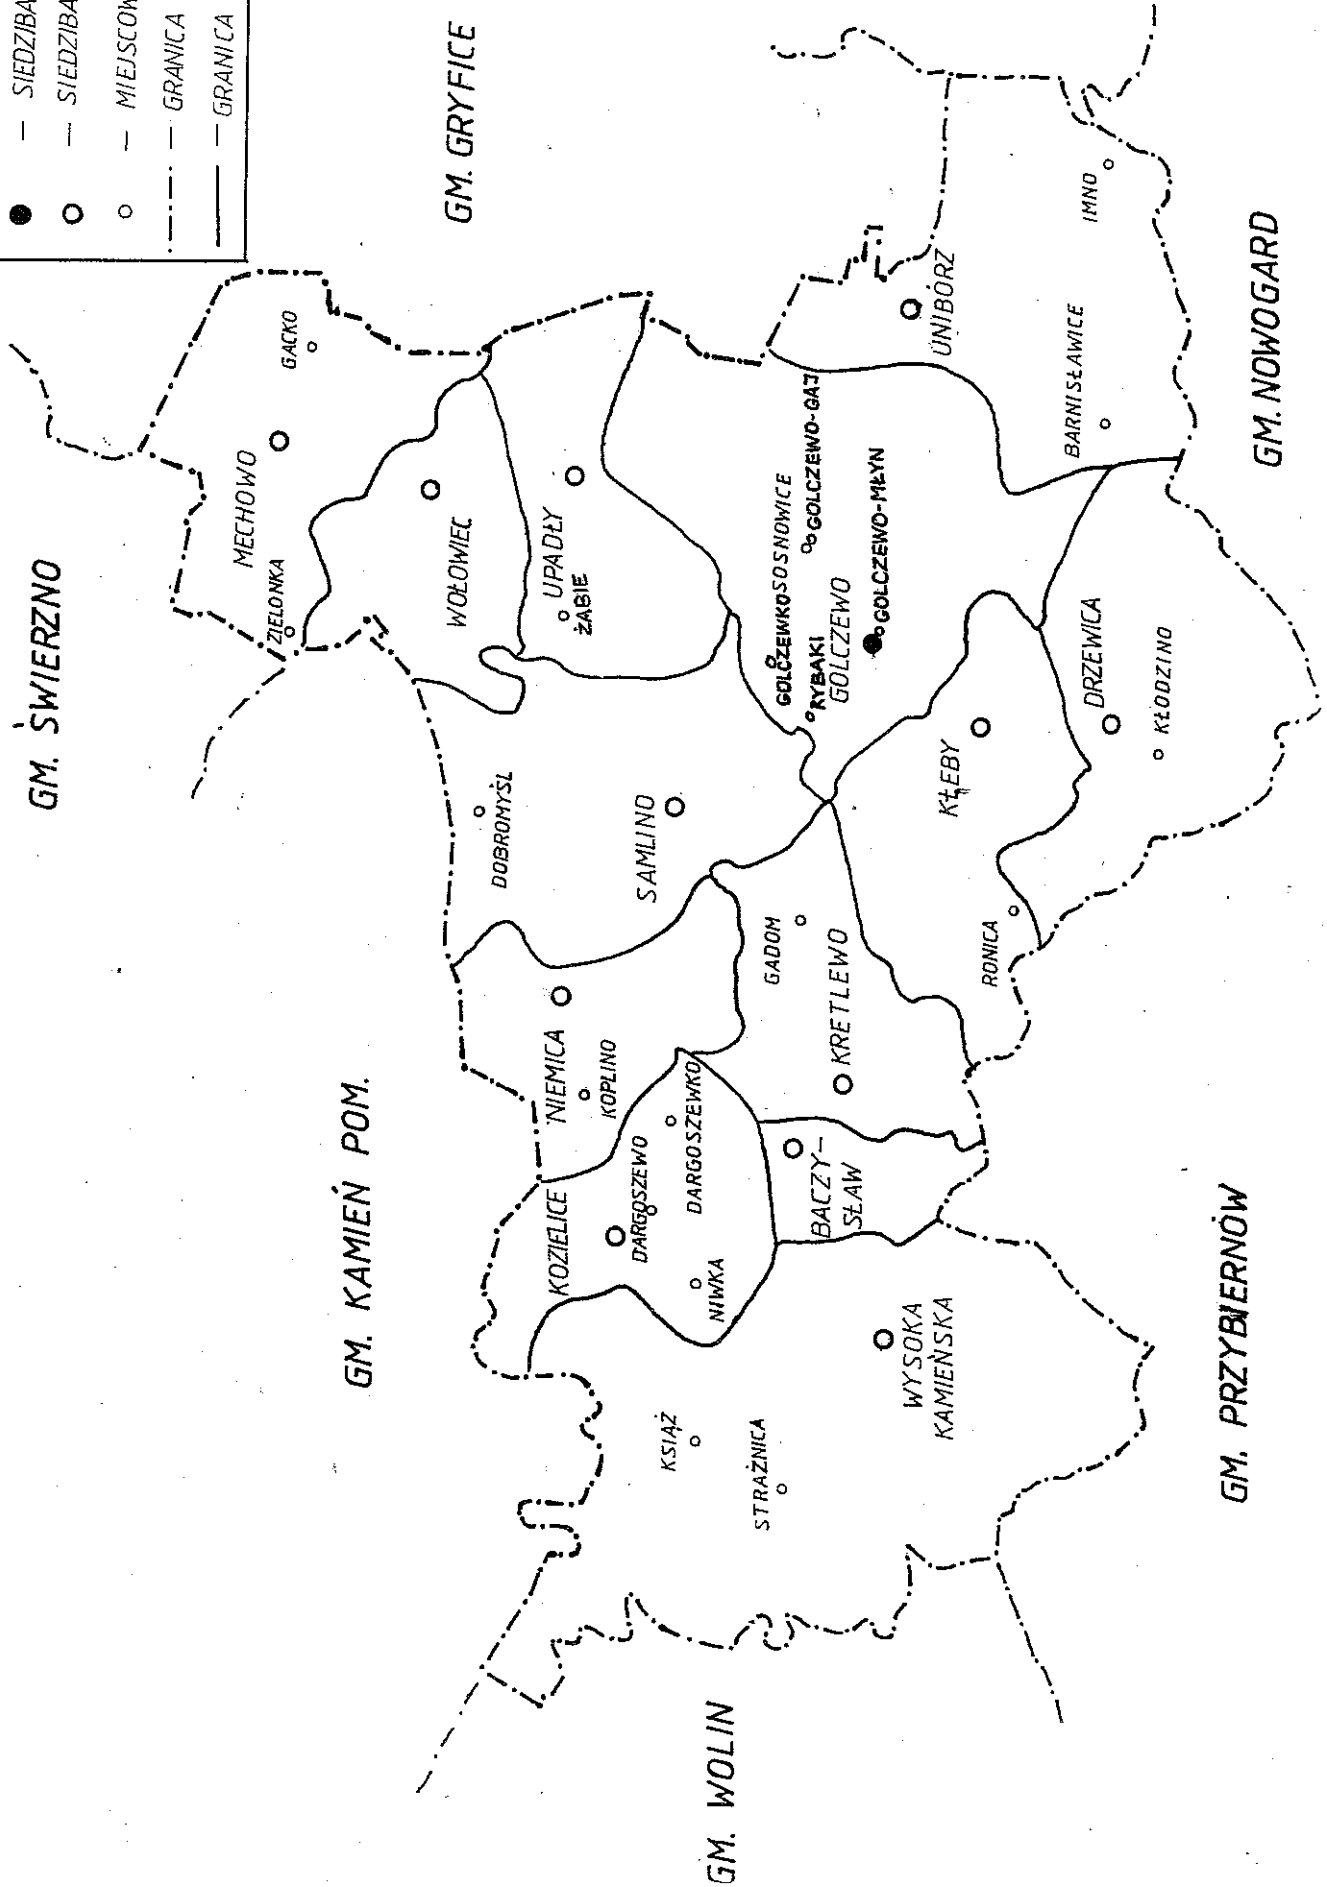 SIEDZIBA
SIEDZIBA
GRANICA
GRANICA
GM. ŚWIERZNO
GM. GRYFICE
GM. KAMIEŃ POM.
GM. WOLIN
GM. PRZYBIERNÓW
GM. NOWOGARD
MECHOWO
GACKO
ZIELONKA
WOŁOWIEC
UPADŁY
ŻABIE
DOBROMYŚL
SAMLINO
GOLCZEWKO
SOSNOWICE
GOLCZEWO-GAJ
RYBAKI
GOLCZEWO
GOLCZEWO-MŁYN
UNIBÓRZ
IMNO
BARNISŁAWICE
DRZEWICA
KŁODZINO
KŁĘBY
RONICA
GADOM
KRETLEWO
NIEMICA
KOPLINO
KOZIELICE
DARGOSZEWO
DARGOSZEWKO
NIWKA
BACZY-
SŁAW
WYSOKA
KAMIEŃSKA
KSIĄŻ
STRAŻNICA